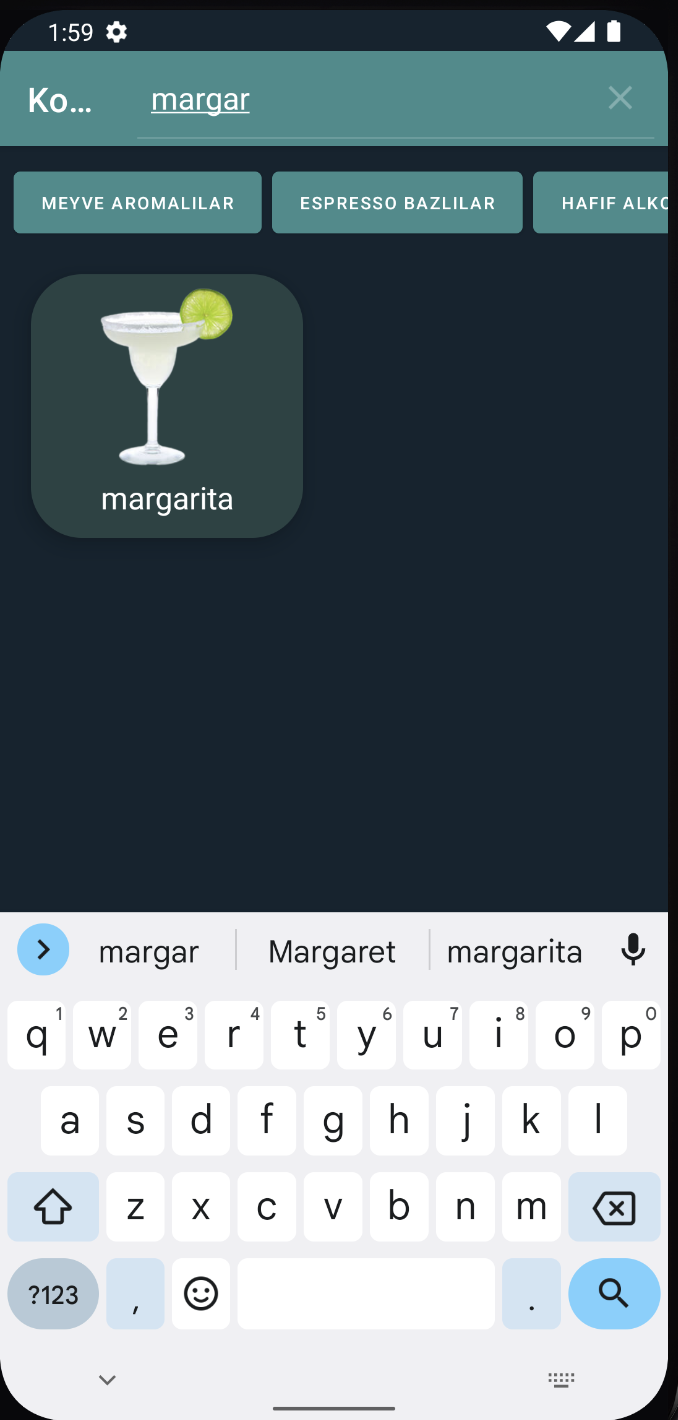 1:59
Ko... margar
MEYVE AROMALILAR ESPRESSO BAZLILAR HAFIF ALKO
margarita
margar Margaret margarita
q 1 w 2 e 3 r 4 t 5 y 6 u 7 i 8 o 9 p 0
a s d f g h j k l
z x c v b n m
?123 , .